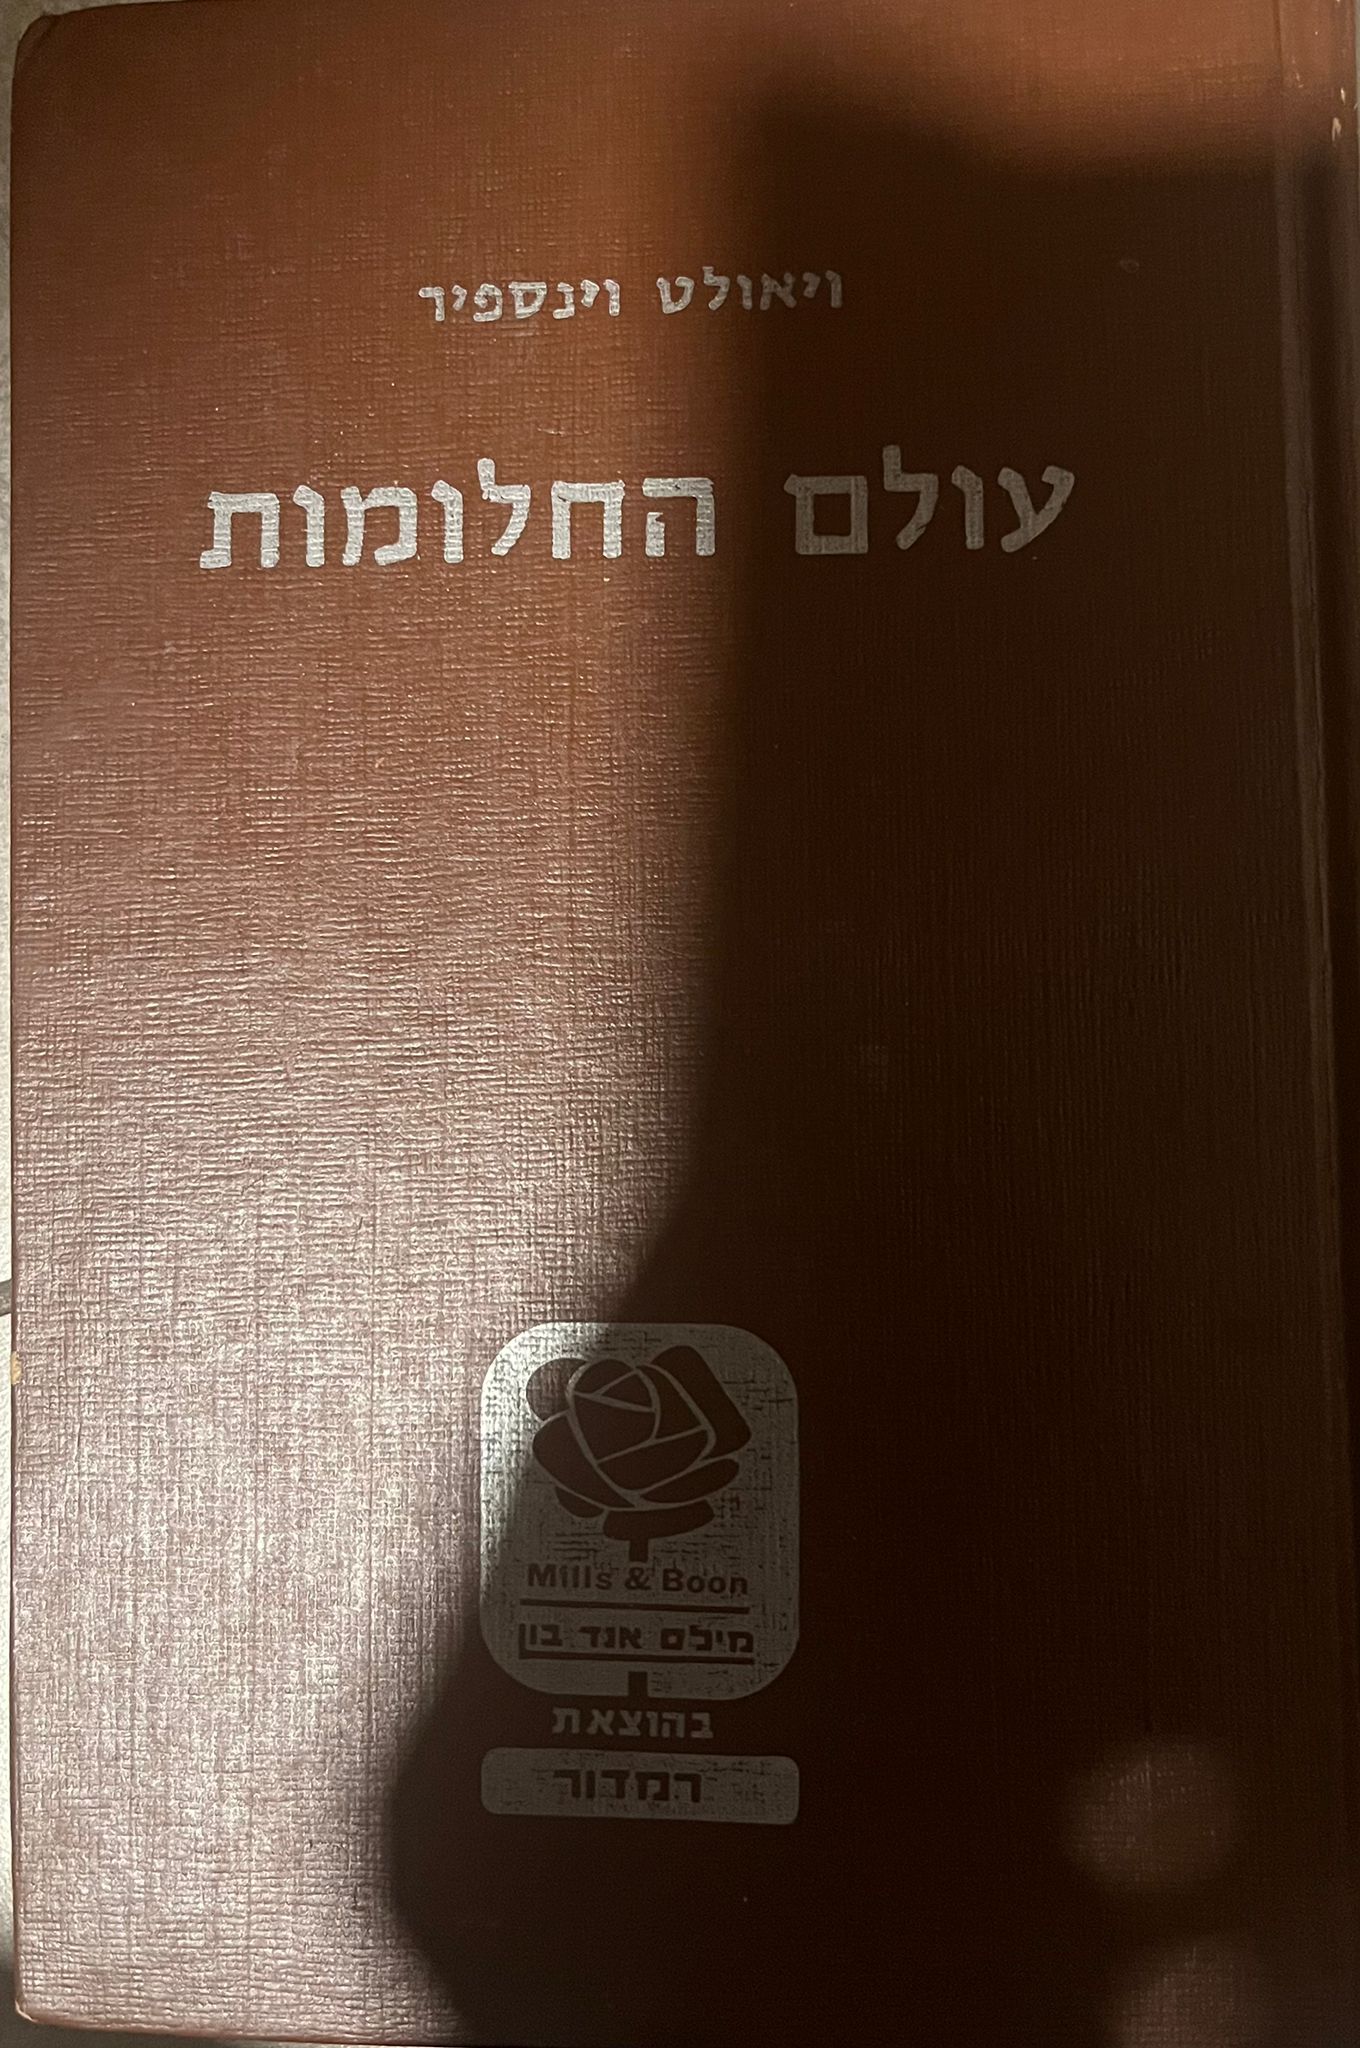 ויאולט וינספיר
עולם החלומות
Mills & Boon
מילס אנד בון
בהוצאת
רמדור